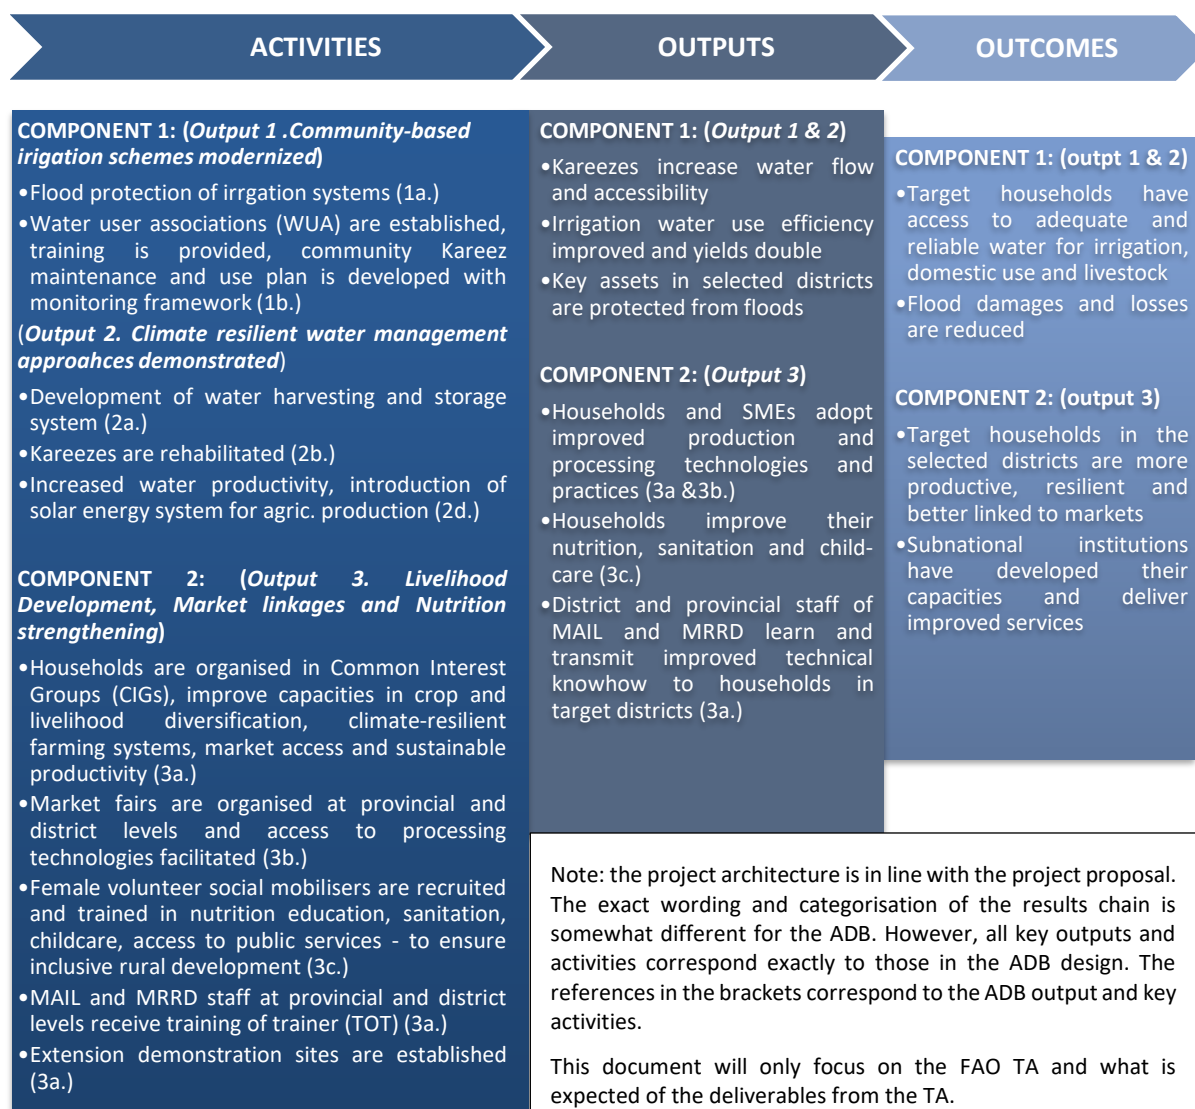 ACTIVITIES
OUTPUTS
OUTCOMES
COMPONENT 1: (Output 1 .Community-based
irigation schemes modernized)
•Flood protection of irrgation systems (1a.)
•Water user associations (WUA) are established,
training is provided, community Kareez
maintenance and use plan is developed with
monitoring framework (1b.)
(Output 2. Climate resilient water management
approahces demonstrated)
•Development of water harvesting and storage
system (2a.)
•Kareezes are rehabilitated (2b.)
•Increased water productivity, introduction of
solar energy system for agric. production (2d.)
COMPONENT 2: (Output 3. Livelihood
Development, Market linkages and Nutrition
strengthening)
•Households are organised in Common Interest
Groups (CIGs), improve capacities in crop and
livelihood diversification, climate-resilient
farming systems, market access and sustainable
productivity (3a.)
•Market fairs are organised at provincial and
district levels and access to processing
technologies facilitated (3b.)
•Female volunteer social mobilisers are recruited
and trained in nutrition education, sanitation,
childcare, access to public services - to ensure
inclusive rural development (3c.)
•MAIL and MRRD staff at provincial and district
levels receive training of trainer (TOT) (3a.)
•Extension demonstration sites are established
(3a.)
COMPONENT 1: (Output 1 & 2)
•Kareezes increase water flow
and accessibility
•Irrigation water use efficiency
improved and yields double
•Key assets in selected districts
are protected from floods
COMPONENT 2: (Output 3)
•Households and SMEs adopt
improved production and
processing technologies and
practices (3a &3b.)
•Households improve their
nutrition, sanitation and child-
care (3c.)
•District and provincial staff of
MAIL and MRRD learn and
transmit improved technical
knowhow to households in
target districts (3a.)
COMPONENT 1: (outpt 1 & 2)
•Target households have
access to adequate and
reliable water for irrigation,
domestic use and livestock
•Flood damages and losses
are reduced
COMPONENT 2: (output 3)
•Target households in the
selected districts are more
productive, resilient and
better linked to markets
•Subnational institutions
have developed their
capacities and deliver
improved services
Note: the project architecture is in line with the project proposal.
The exact wording and categorisation of the results chain is
somewhat different for the ADB. However, all key outputs and
activities correspond exactly to those in the ADB design. The
references in the brackets correspond to the ADB output and key
activities.
This document will only focus on the FAO TA and what is
expected of the deliverables from the TA.